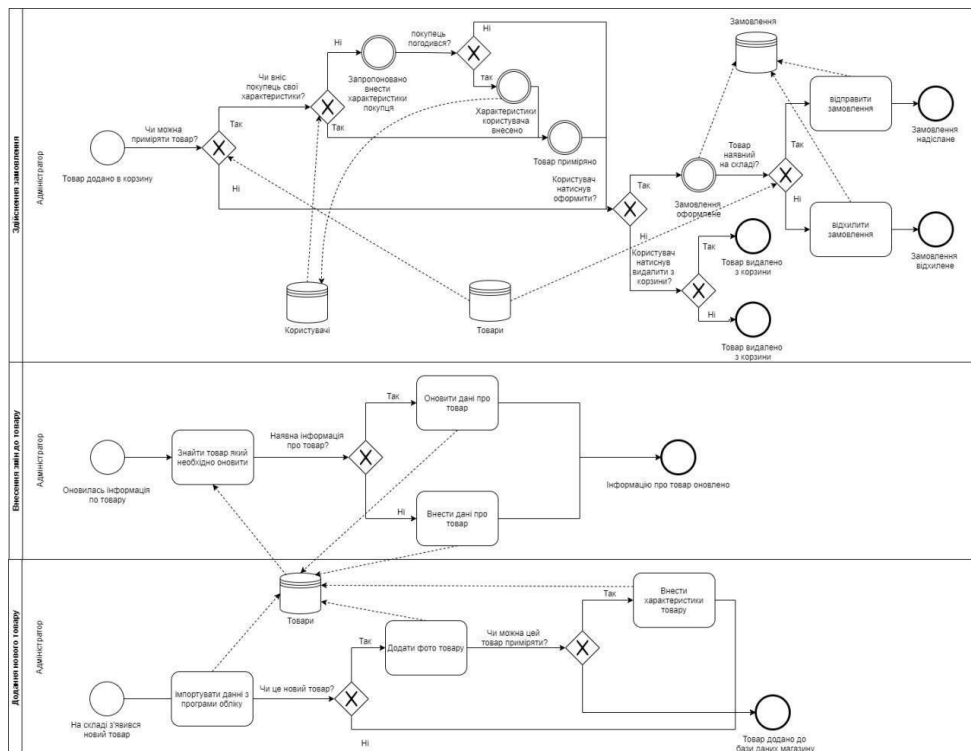 Здійснення замовлення
Адміністратор
Товар додано в корзину
Чи можна
приміряти товар?
Так
Ні
Чи вніс
покупець свої
характеристики?
Ні
Так
Запропоновано
внести
характеристики
покупця
покупець
погодився?
Ні
так
Характеристики
користувача
внесено
Товар приміряно
Користувач
натиснув
оформити?
Так
Ні
Замовлення
оформлене
Замовлення
Товар
наявний
на складі?
Так
Ні
відправити
замовлення
Замовлення
надіслане
відхилити
замовлення
Замовлення
відхилене
Користувач
натиснув
видалити з
корзини?
Так
Ні
Товар видалено
з корзини
Товар видалено
з корзини
Користувачі
Товари
Внесення змін до товару
Адміністратор
Оновилась інформація
по товару
Знайти товар який
необхідно оновити
Наявна інформація
про товар?
Так
Ні
Оновити дані про
товар
Внести дані про
товар
Інформацію про товар оновлено
Додання нового товару
Адміністратор
Товари
На складі з'явився
новий товар
Імпортувати данні з
програми обліку
Чи це новий товар?
Так
Ні
Додати фото товару
Чи можна цей
товар приміряти?
Так
Внести
характеристики
товару
Товар додано до
бази даних магазину